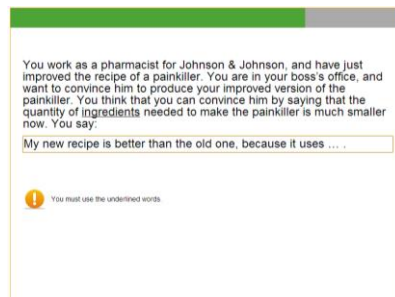 You work as a pharmacist for Johnson & Johnson, and have just
improved the recipe of a painkiller. You are in your boss's office, and
want to convince him to produce your improved version of the
painkiller. You think that you can convince him by saying that the
quantity of ingredients needed to make the painkiller is much smaller
now. You say:
My new recipe is better than the old one, because it uses ... .
You must use the underlined words.